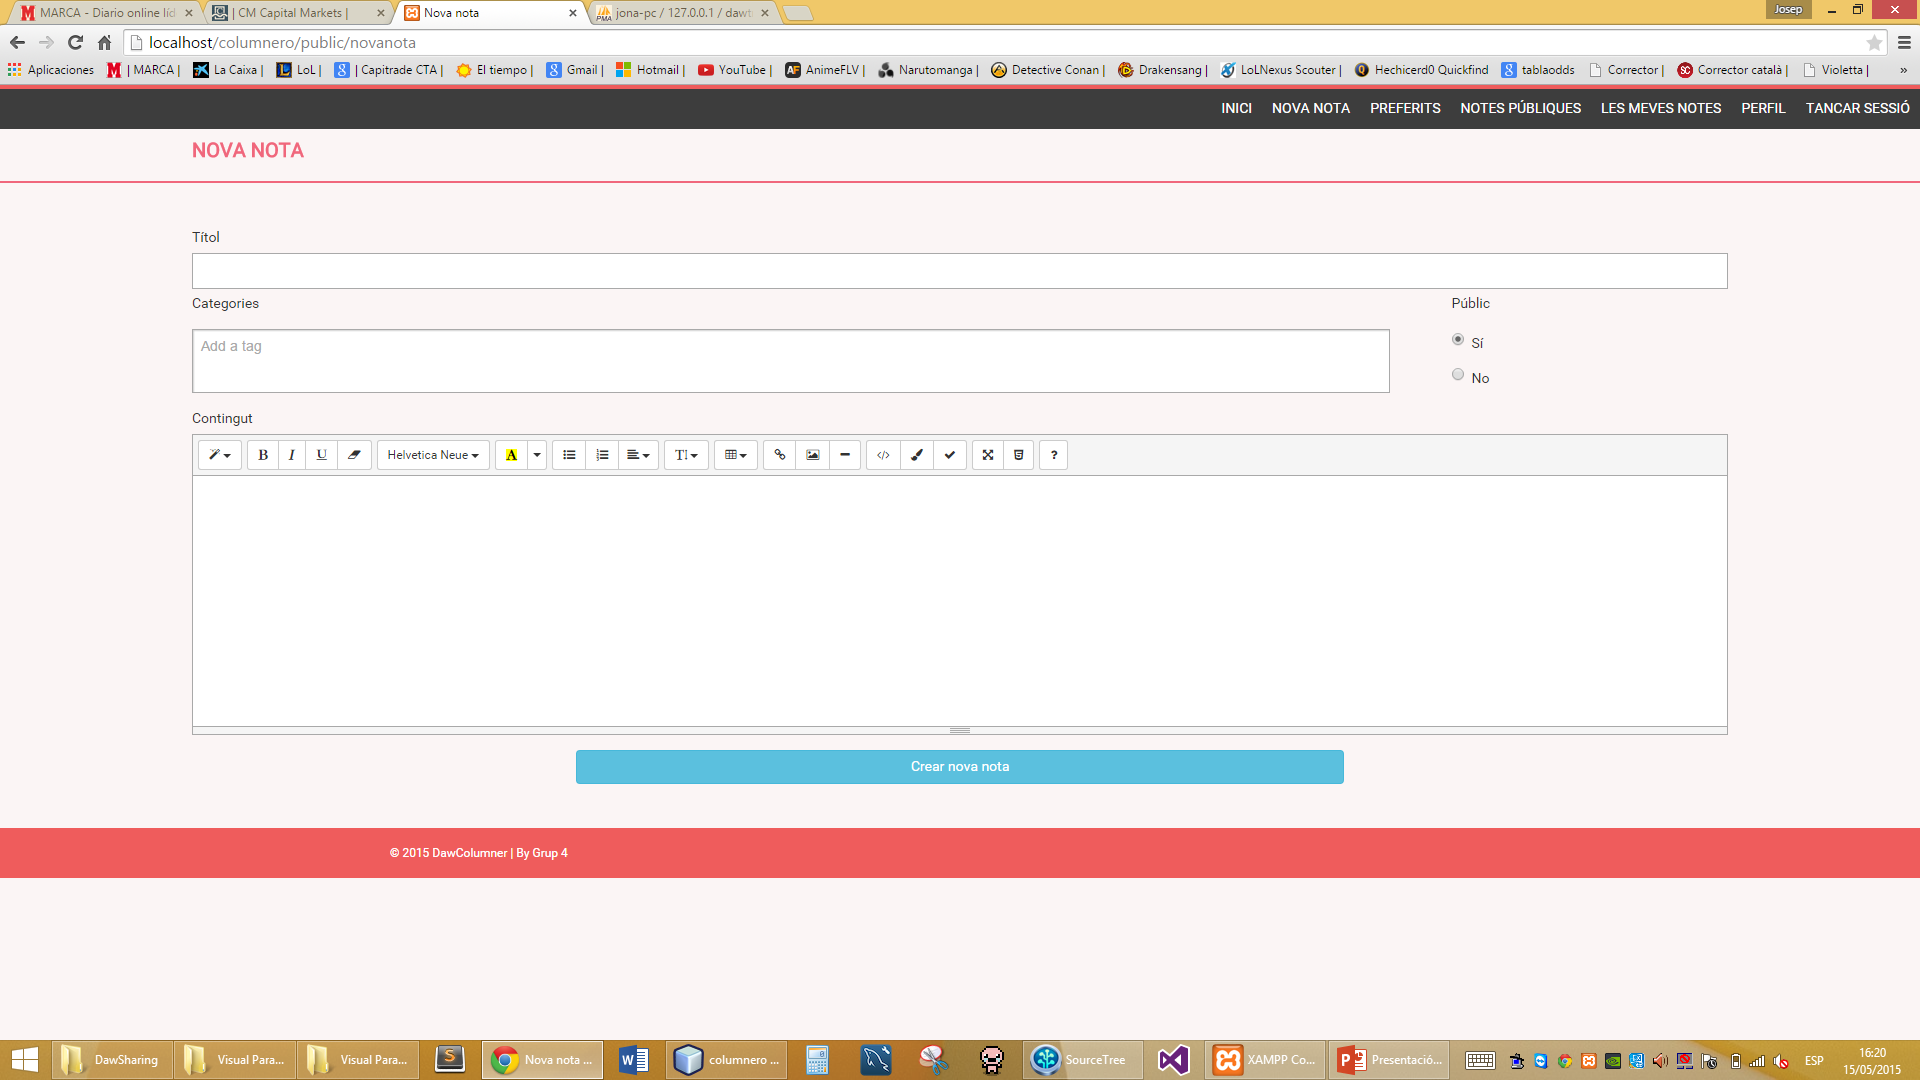 MARCA - Diario online líd
| CM Capital Markets |
Nova nota
jona-pc / 127.0.0.1 / dawt
Josep
localhost/columnero/public/novanota
Aplicaciones
| MARCA |
La Caixa |
LoL |
| Capitrade CTA |
El tiempo |
Gmail |
Hotmail |
YouTube |
AnimeFLV |
Narutomanga |
Detective Conan |
Drakensang |
LoLNexus Scouter |
Hechicerd0 Quickfind
tablaodds
Corrector |
Corrector català |
Violetta |
»
INICI
NOVA NOTA
PREFERITS
NOTES PÚBLIQUES
LES MEVES NOTES
PERFIL
TANCAR SESSIÓ
NOVA NOTA
Títol
Categories
Públic
Add a tag
Sí
No
Contingut
B I U
Helvetica Neue
A
?
Crear nova nota
© 2015 DawColumner | By Grup 4
DawSharing
Visual Para...
Visual Para...
Nova nota ...
columnero ...
SourceTree
XAMPP Co...
Presentació...
ESP
16:20
15/05/2015